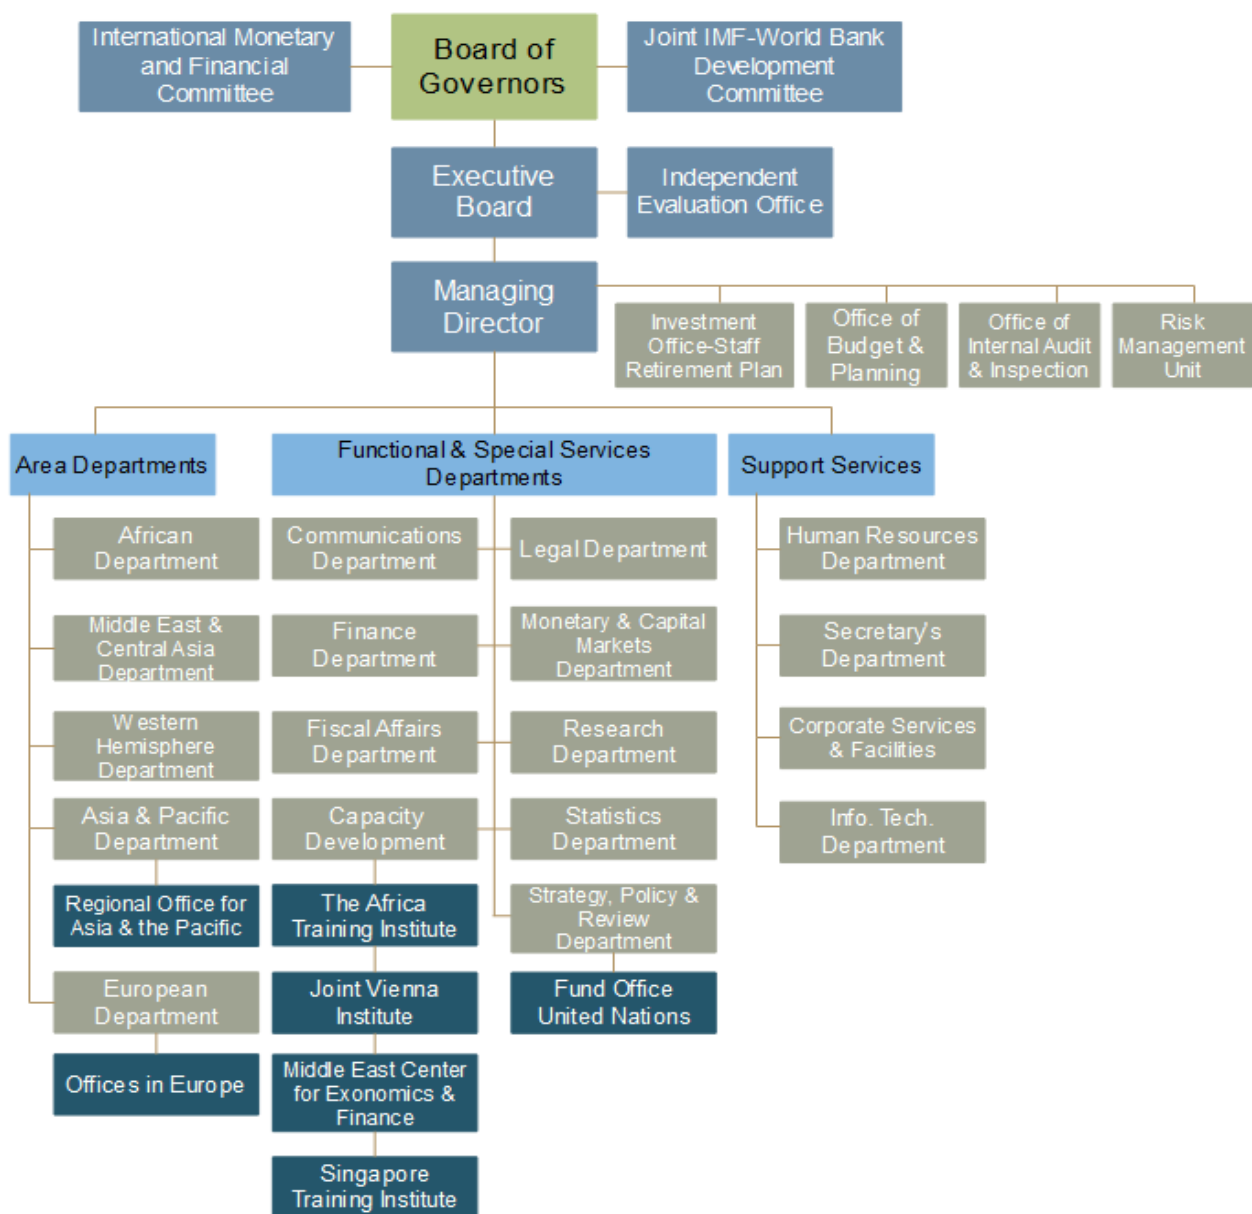 International Monetary
and Financial
Committee
Board of
Governors
Joint IMF-World Bank
Development
Committee
Executive
Board
Independent
Evaluation Office
Managing
Director
Investment
Office-Staff
Retirement Plan
Office of
Budget &
Planning
Office of
Internal Audit
& Inspection
Risk
Management
Unit
Area Departments
Functional & Special Services
Departments
Support Services
African
Department
Middle East &
Central Asia
Department
Western
Hemisphere
Department
Asia & Pacific
Department
Regional Office for
Asia & the Pacific
European
Department
Offices in Europe
Communications
Department
Finance
Department
Fiscal Affairs
Department
Capacity
Development
The Africa
Training Institute
Joint Vienna
Institute
Middle East Center
for Exonomics &
Finance
Singapore
Training Institute
Legal Department
Monetary & Capital
Markets
Department
Research
Department
Statistics
Department
Strategy, Policy &
Review
Department
Fund Office
United Nations
Human Resources
Department
Secretary's
Department
Corporate Services
& Facilities
Info. Tech.
Department